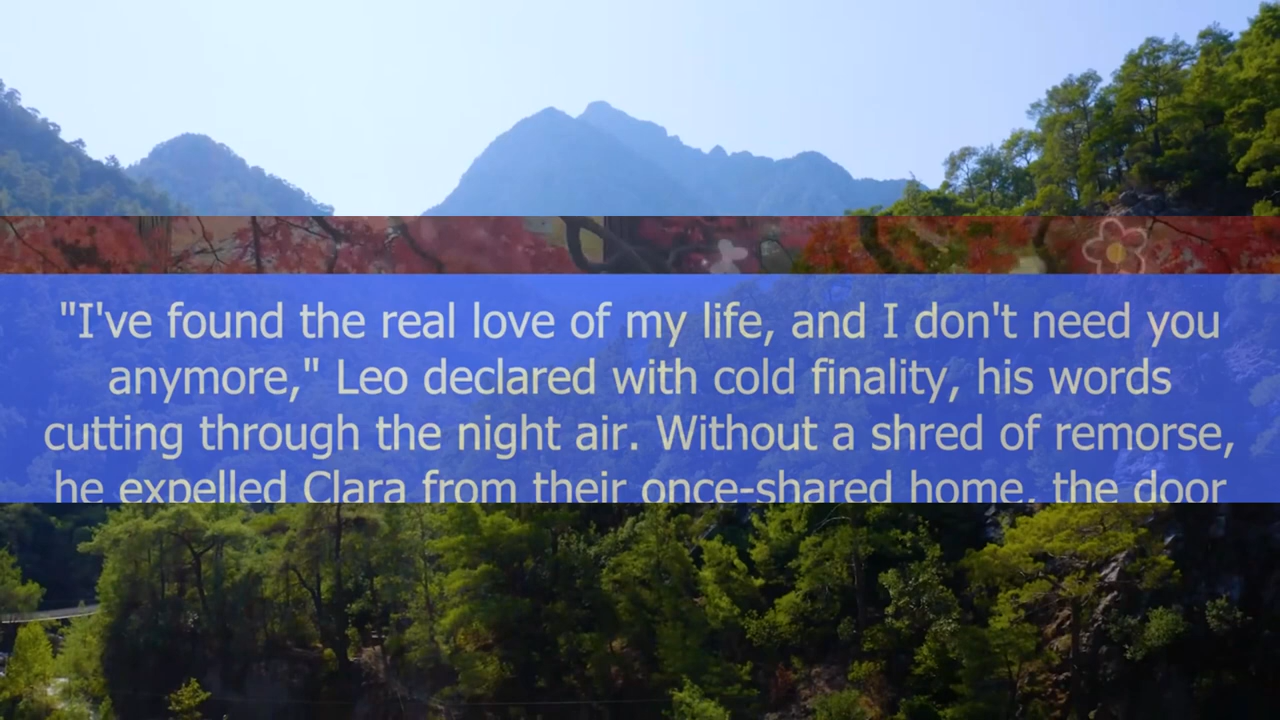 "I've found the real love of my life, and I don't need you
anymore," Leo declared with cold finality, his words
cutting through the night air. Without a shred of remorse,
he expelled Clara from their once-shared home, the door